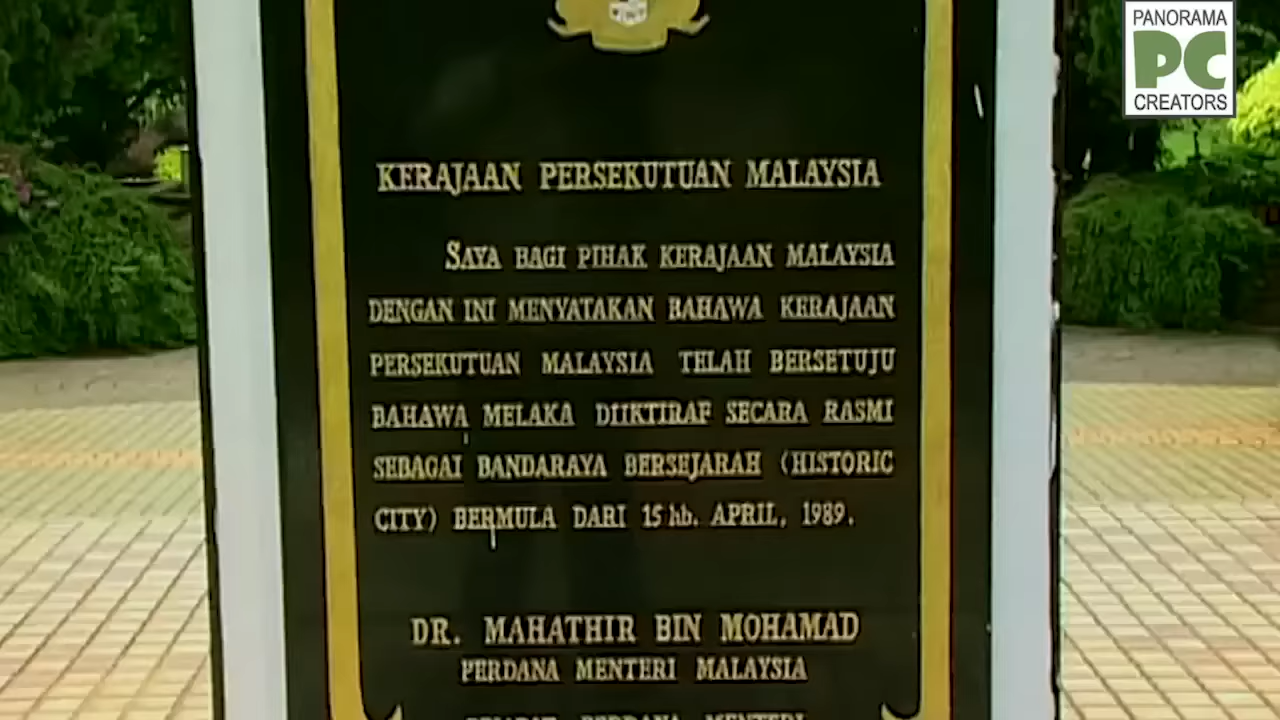 PANORAMA
PC
CREATORS
KERAJAAN PERSEKUTUAN MALAYSIA
SAYA BAGI PIHAK KERAJAAN MALAYSIA
DENGAN INI MENYATAKAN BAHAWA KERAJAAN
PERSEKUTUAN MALAYSIA TELAH BERSETUJU
BAHAWA MELAKA DIIKTIRAF SECARA RASMI
SEBAGAI BANDARAYA BERSEJARAH (HISTORIC
CITY) BERMULA DARI 15 hb. APRIL, 1989.
DR. MAHATHIR BIN MOHAMAD
PERDANA MENTERI MALAYSIA
PERDANA MENTERI